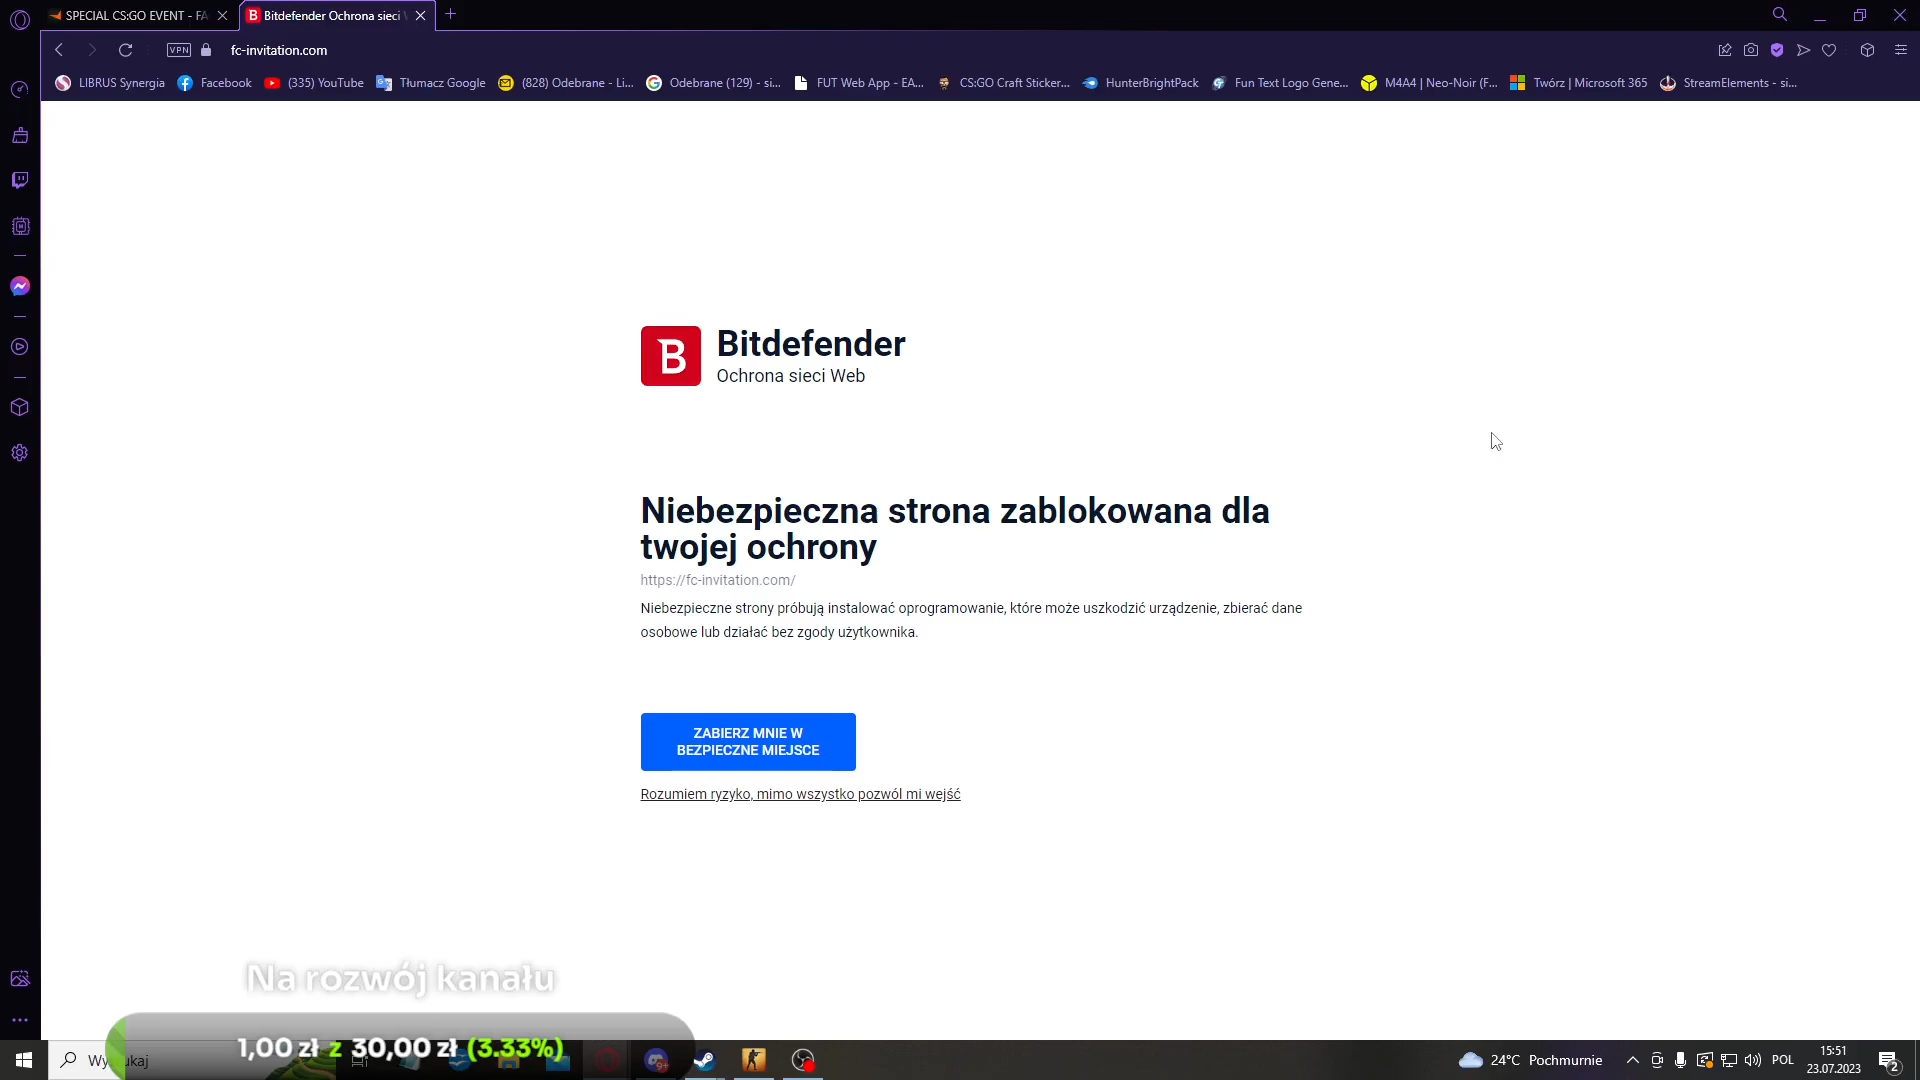 SPECIAL CS:GO EVENT - FA
Bitdefender Ochrona sieci
VPN
fc-invitation.com
LIBRUS Synergia
Facebook
(335) YouTube
Tłumacz Google
(828) Odebrane - Li...
Odebrane (129) - si...
FUT Web App - EA...
CS:GO Craft Sticker...
HunterBrightPack
Fun Text Logo Gene...
M4A4 | Neo-Noir (F...
Twórz | Microsoft 365
StreamElements - si...
B
Bitdefender
Ochrona sieci Web
Niebezpieczna strona zablokowana dla
twojej ochrony
https://fc-invitation.com/
Niebezpieczne strony próbują instalować oprogramowanie, które może uszkodzić urządzenie, zbierać dane
osobowe lub działać bez zgody użytkownika.
ZABIERZ MNIE W
BEZPIECZNE MIEJSCE
Rozumiem ryzyko, mimo wszystko pozwól mi wejść
Na rozwój kanału
1,00 zł z 30,00 zł (3.33%)
24°C Pochmurnie
POL
15:51
23.07.2023
2